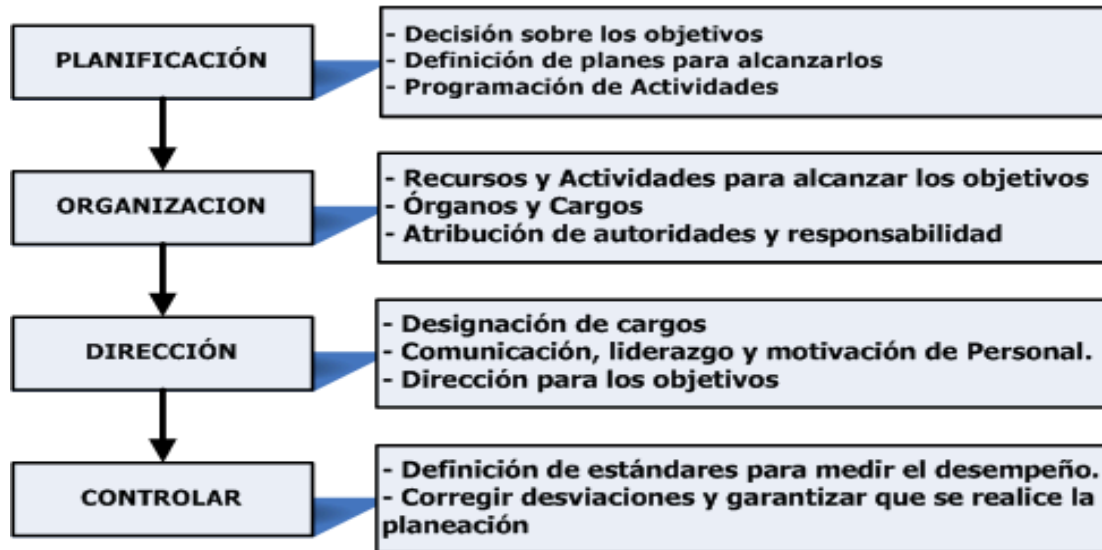 PLANIFICACIÓN
- Decisión sobre los objetivos
- Definición de planes para alcanzarlos
- Programación de Actividades
ORGANIZACION
- Recursos y Actividades para alcanzar los objetivos
- Órganos y Cargos
- Atribución de autoridades y responsabilidad
DIRECCIÓN
- Designación de cargos
- Comunicación, liderazgo y motivación de Personal.
- Dirección para los objetivos
CONTROLAR
- Definición de estándares para medir el desempeño.
- Corregir desviaciones y garantizar que se realice la
planeación